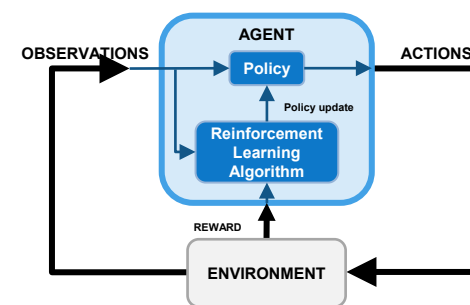 AGENT
OBSERVATIONS
ACTIONS
Policy
Policy update
Reinforcement
Learning
Algorithm
REWARD
ENVIRONMENT